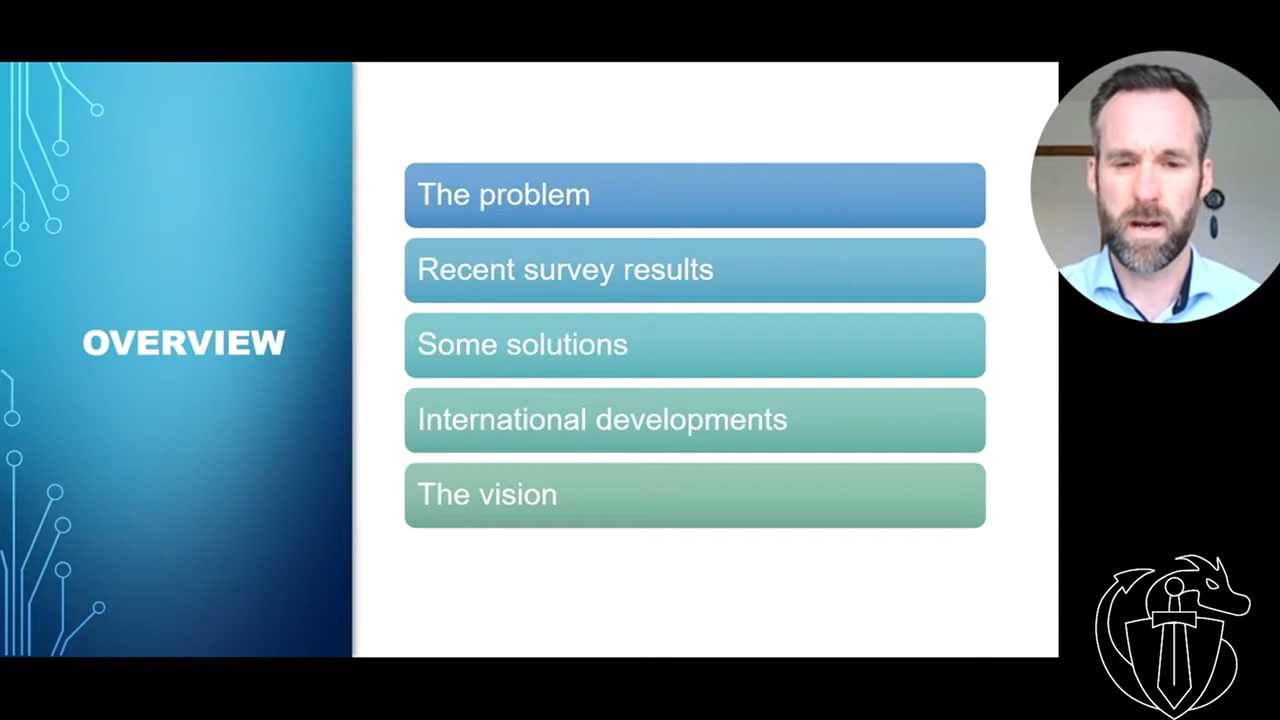 OVERVIEW
The problem
Recent survey results
Some solutions
International developments
The vision